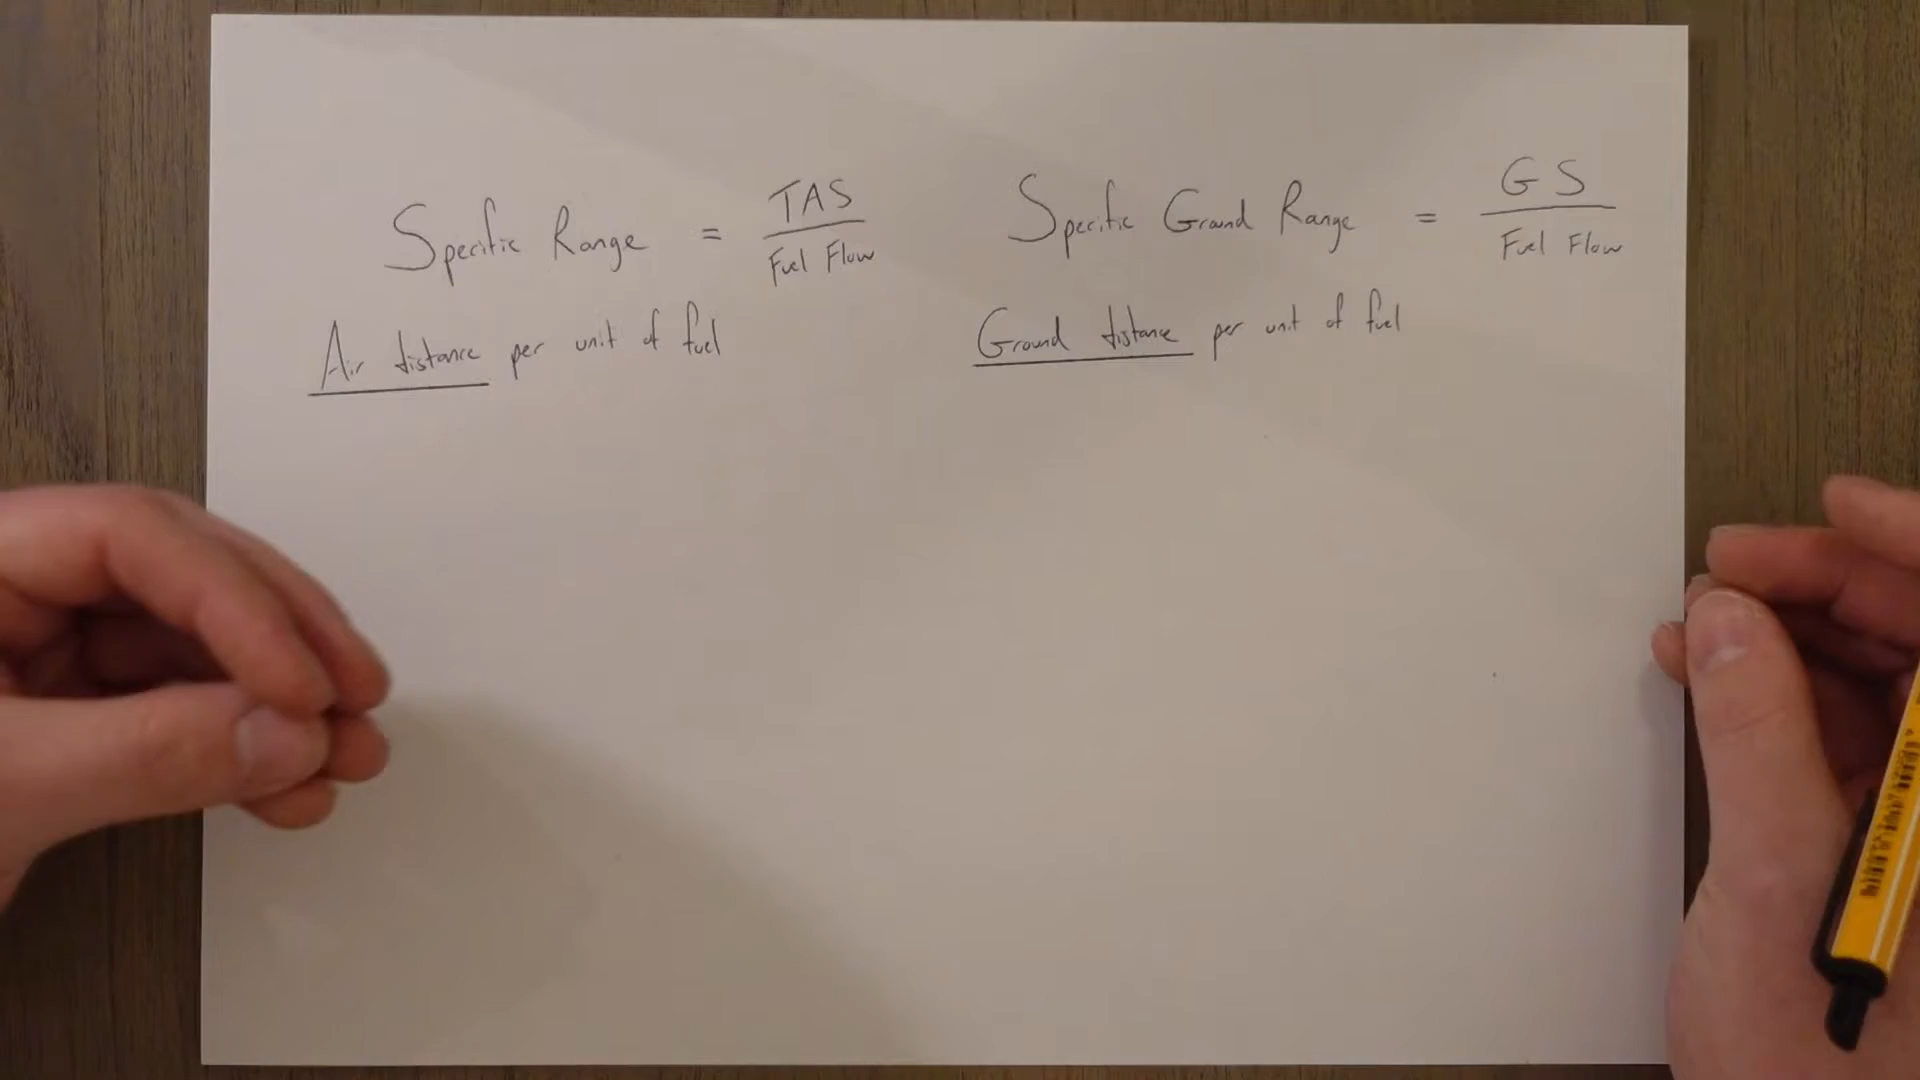 Specific Range = TAS / Fuel Flow
Air distance per unit of fuel
Specific Ground Range = GS / Fuel Flow
Ground distance per unit of fuel